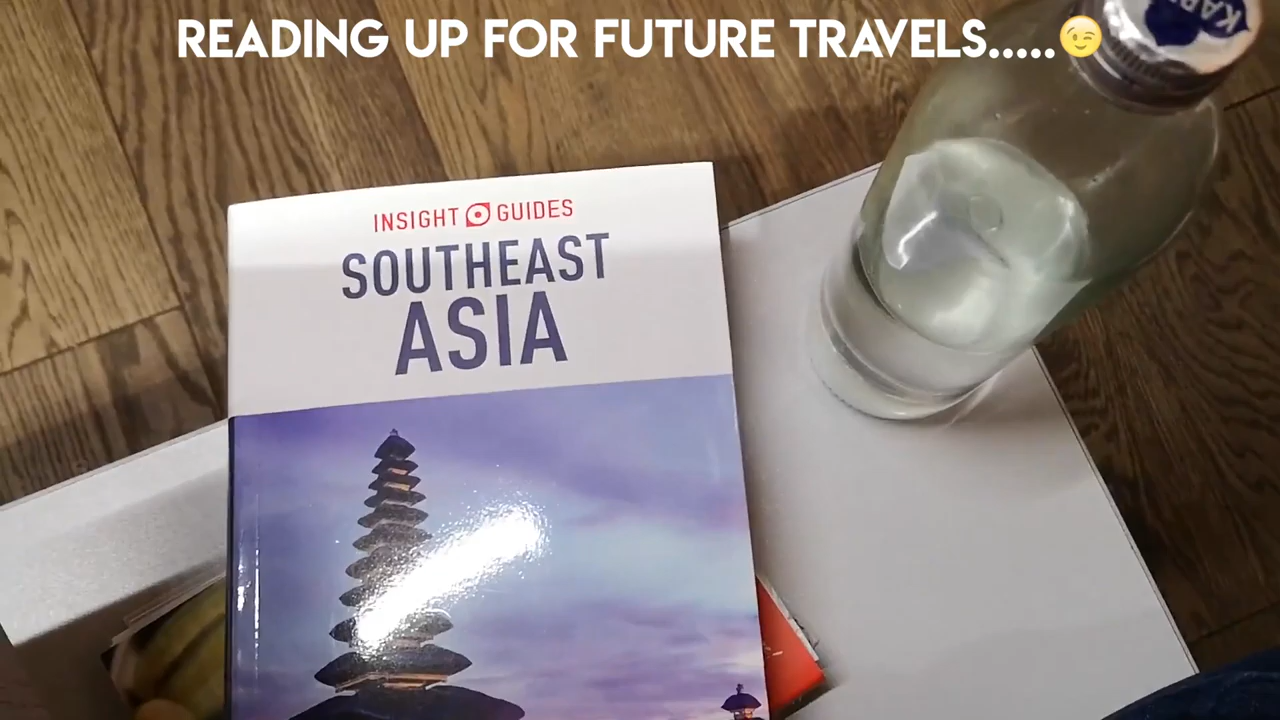 READING UP FOR FUTURE TRAVELS.....😉
INSIGHT GUIDES
SOUTHEAST
ASIA